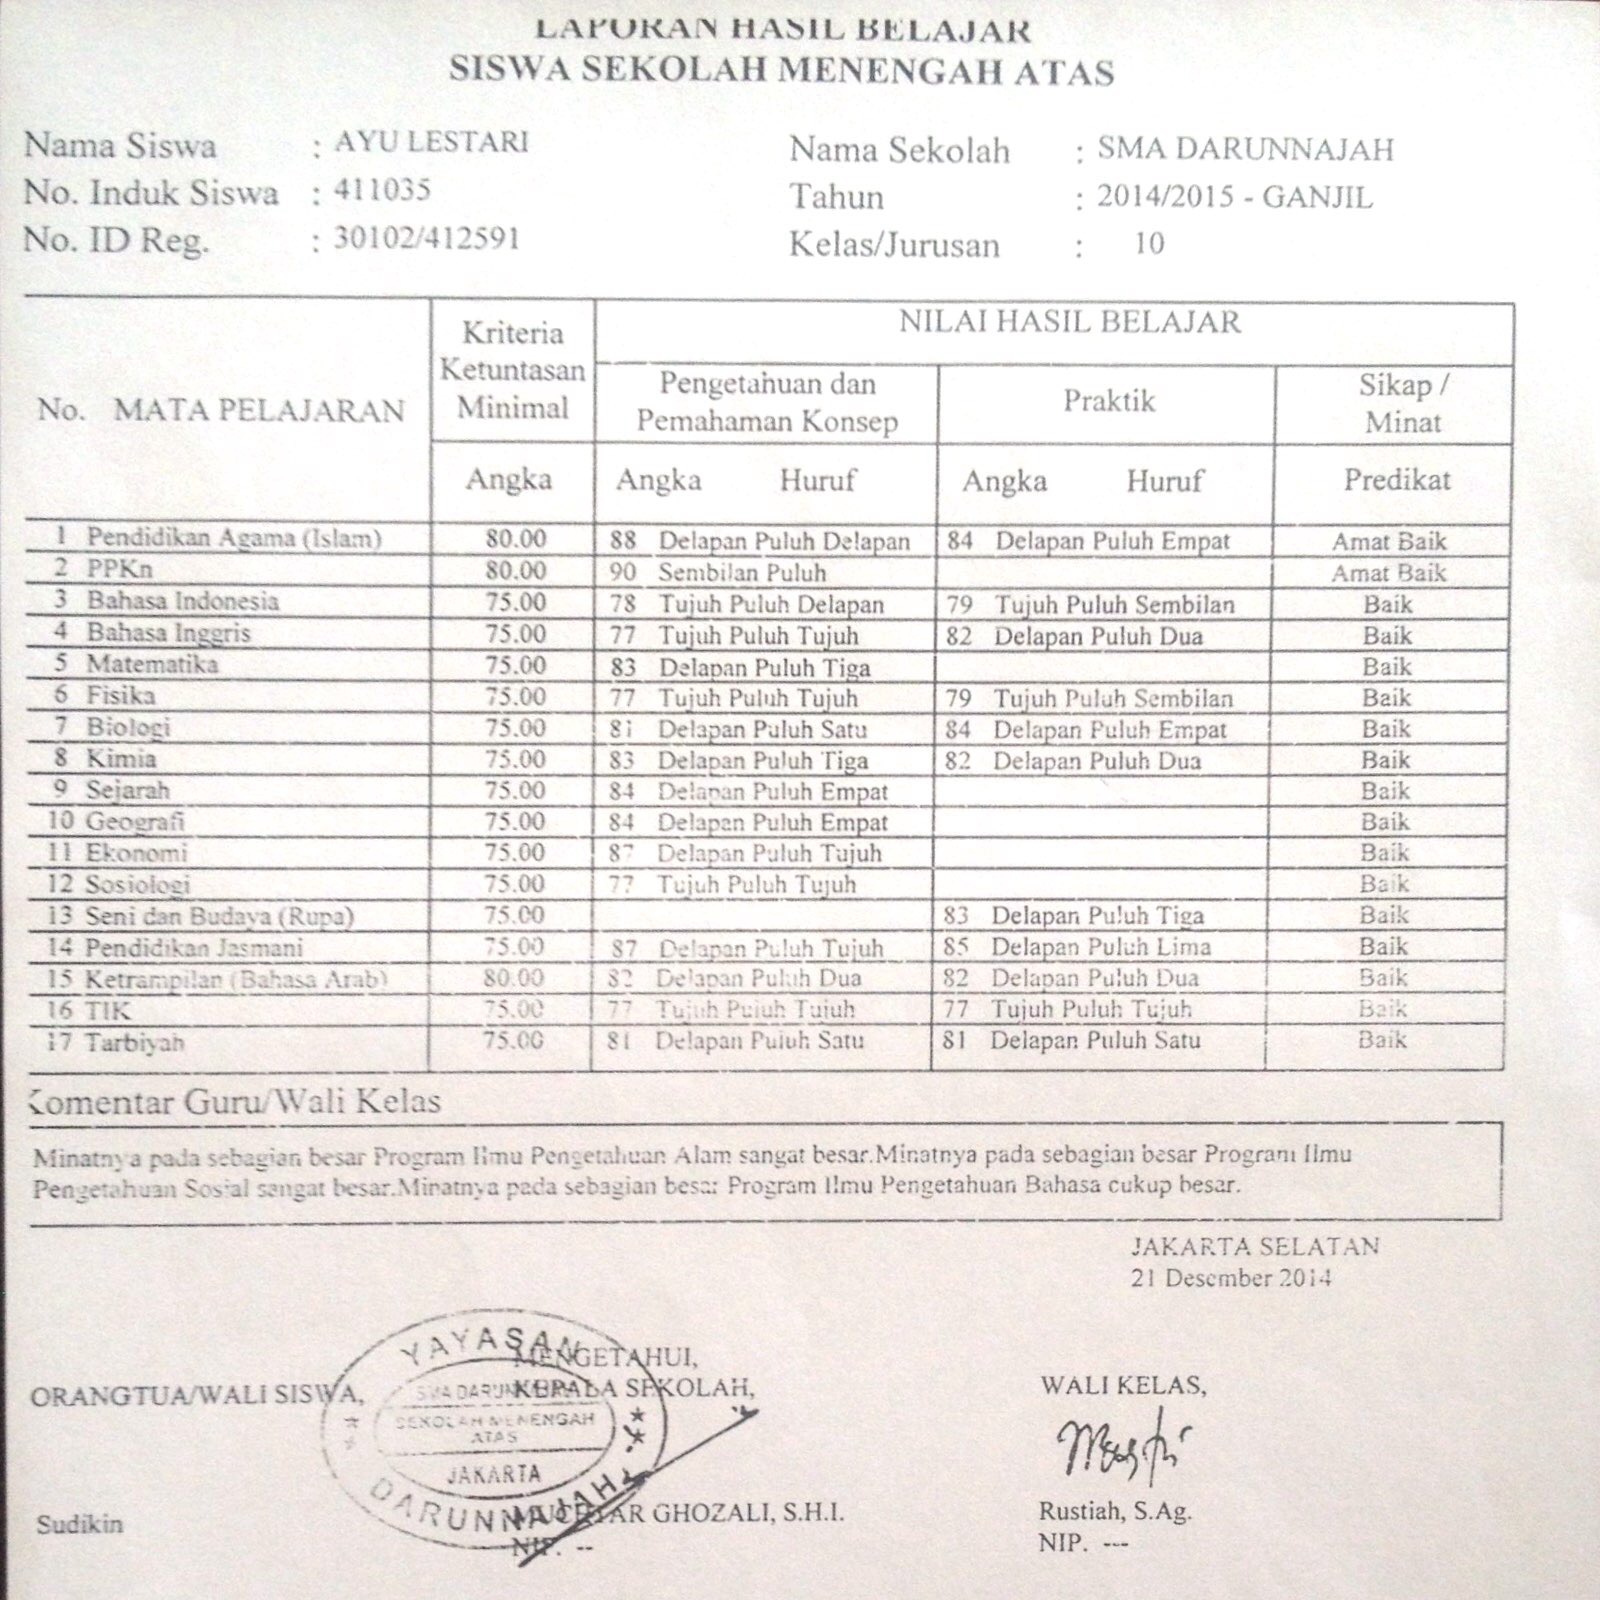 LAPORAN HASIL BELAJAR
SISWA SEKOLAH MENENGAH ATAS
Nama Siswa : AYU LESTARI Nama Sekolah : SMA DARUNNAJAH
No. Induk Siswa : 411035 Tahun : 2014/2015 - GANJIL
No. ID Reg. : 30102/412591 Kelas/Jurusan : 10
No. MATA PELAJARAN Kriteria Ketuntasan Minimal NILAI HASIL BELAJAR
Pengetahuan dan Pemahaman Konsep Praktik Sikap / Minat
Angka Angka Huruf Angka Huruf Predikat
1 Pendidikan Agama (Islam) 80.00 88 Delapan Puluh Delapan 84 Delapan Puluh Empat Amat Baik
2 PPKn 80.00 90 Sembilan Puluh Amat Baik
3 Bahasa Indonesia 75.00 78 Tujuh Puluh Delapan 79 Tujuh Puluh Sembilan Baik
4 Bahasa Inggris 75.00 77 Tujuh Puluh Tujuh 82 Delapan Puluh Dua Baik
5 Matematika 75.00 83 Delapan Puluh Tiga Baik
6 Fisika 75.00 77 Tujuh Puluh Tujuh 79 Tujuh Puluh Sembilan Baik
7 Biologi 75.00 81 Delapan Puluh Satu 84 Delapan Puluh Empat Baik
8 Kimia 75.00 83 Delapan Puluh Tiga 82 Delapan Puluh Dua Baik
9 Sejarah 75.00 84 Delapan Puluh Empat Baik
10 Geografi 75.00 84 Delapan Puluh Empat Baik
11 Ekonomi 75.00 87 Delapan Puluh Tujuh Baik
12 Sosiologi 75.00 77 Tujuh Puluh Tujuh Baik
13 Seni dan Budaya (Rupa) 75.00 83 Delapan Puluh Tiga Baik
14 Pendidikan Jasmani 75.00 87 Delapan Puluh Tujuh 85 Delapan Puluh Lima Baik
15 Ketrampilan (Bahasa Arab) 80.00 82 Delapan Puluh Dua 82 Delapan Puluh Dua Baik
16 TIK 75.00 77 Tujuh Puluh Tujuh 77 Tujuh Puluh Tujuh Baik
17 Tarbiyah 75.00 81 Delapan Puluh Satu 81 Delapan Puluh Satu Baik
Komentar Guru/Wali Kelas
Minatnya pada sebagian besar Program Ilmu Pengetahuan Alam sangat besar.Minatnya pada sebagian besar Program Ilmu
Pengetahuan Sosial sangat besar.Minatnya pada sebagian besar Program Ilmu Pengetahuan Bahasa cukup besar.
JAKARTA SELATAN
21 Desember 2014
MENGETAHUI,
ORANGTUA/WALI SISWA, KEPALA SEKOLAH, WALI KELAS,
YAYASAN
SMA DARUNNAJAH
SEKOLAH MENENGAH
ATAS
JAKARTA
DARUNNAJAH
Sudikin MUCHTAR GHOZALI, S.H.I. Rustiah, S.Ag.
NIP. -- NIP. ---